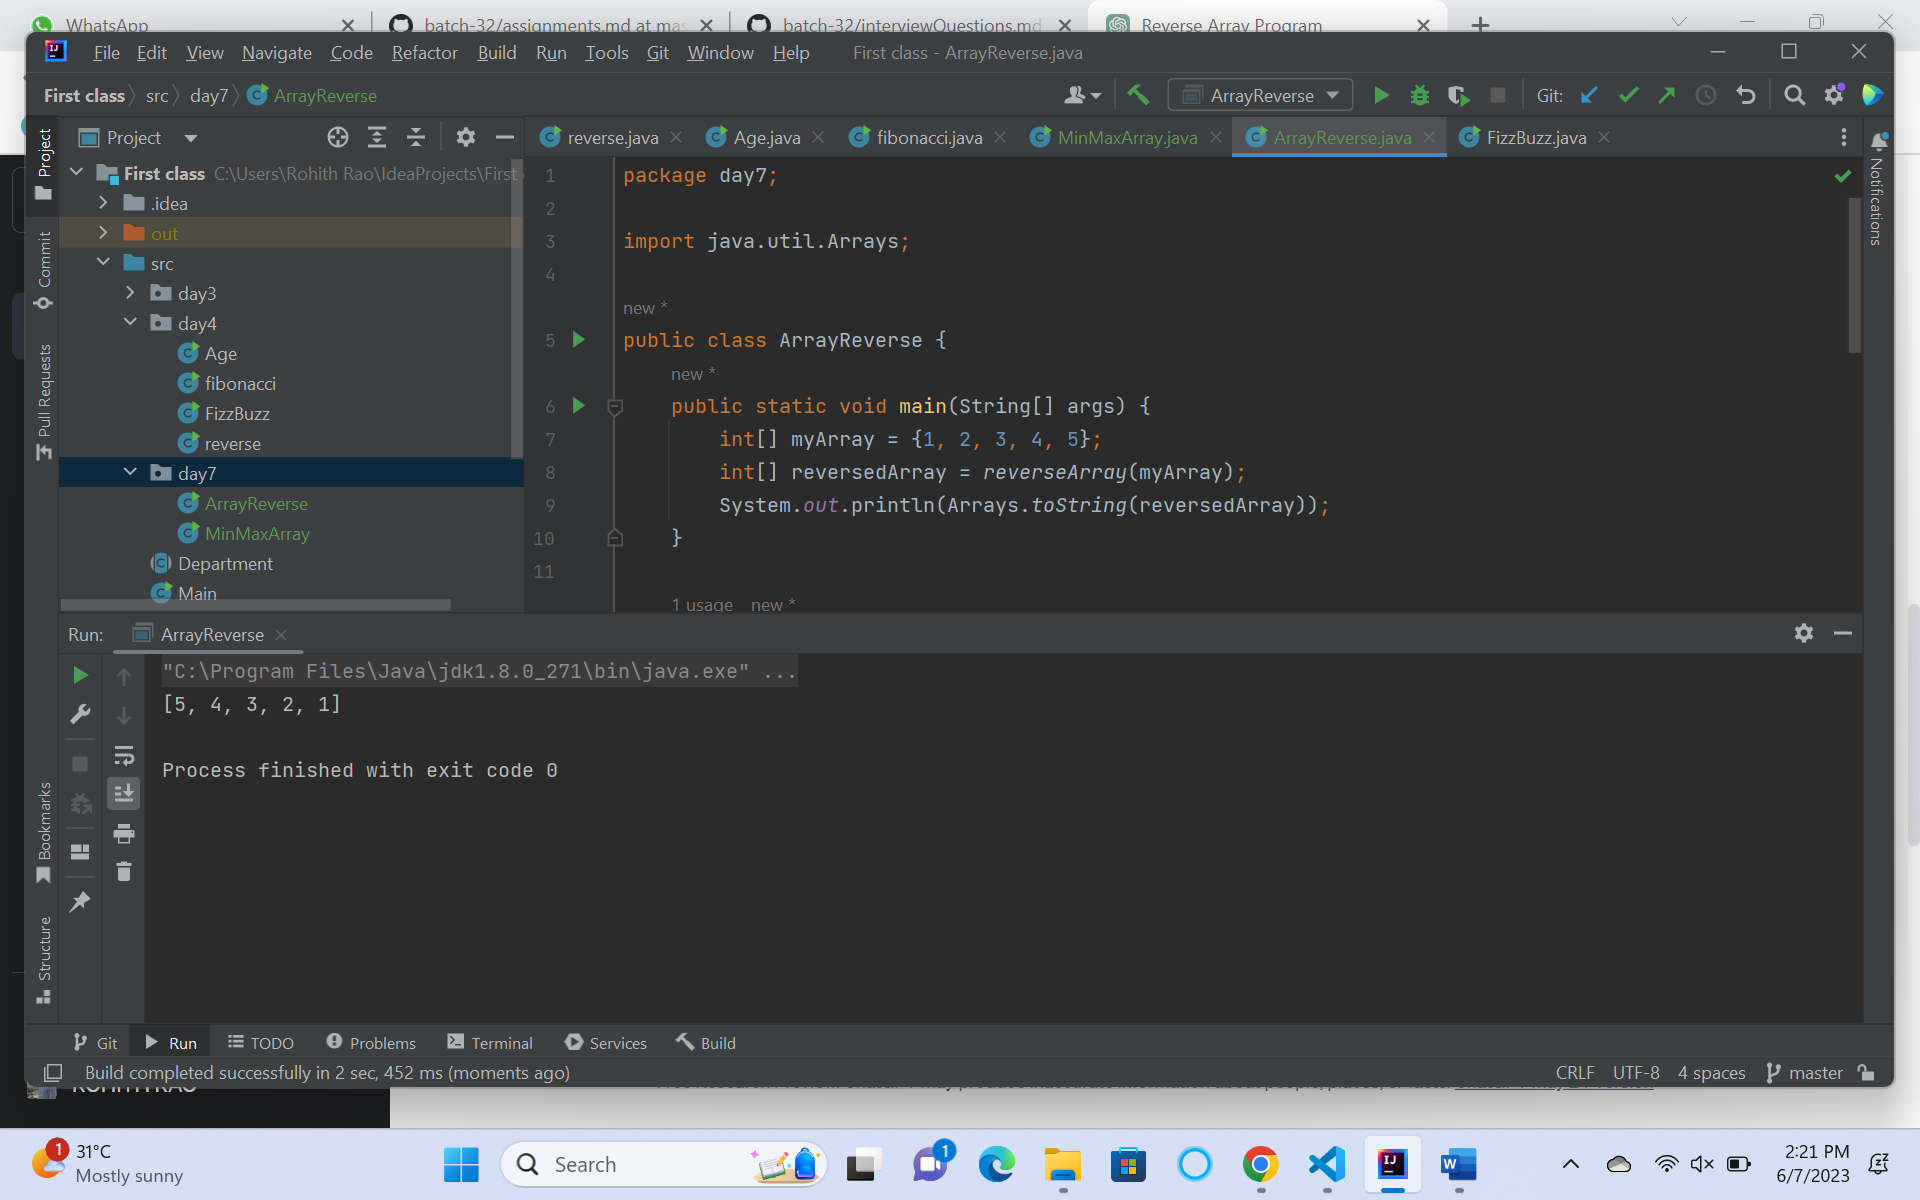 WhatsApp
batch-32/assignments.md at mas
batch-32/interviewQuestions.md
Reverse Array Program
File Edit View Navigate Code Refactor Build Run Tools Git Window Help First class - ArrayReverse.java
First class src day7 ArrayReverse
ArrayReverse
Git:
Project
reverse.java
Age.java
fibonacci.java
MinMaxArray.java
ArrayReverse.java
FizzBuzz.java
Project
Commit
Pull Requests
Bookmarks
Structure
Notifications
First class C:\Users\Rohith Rao\IdeaProjects\First
.idea
out
src
day3
day4
Age
fibonacci
FizzBuzz
reverse
day7
ArrayReverse
MinMaxArray
Department
Main
1 package day7;
2
3 import java.util.Arrays;
4
new *
5 public class ArrayReverse {
new *
6 public static void main(String[] args) {
7 int[] myArray = {1, 2, 3, 4, 5};
8 int[] reversedArray = reverseArray(myArray);
9 System.out.println(Arrays.toString(reversedArray));
10 }
11
1 usage new *
Run: ArrayReverse
"C:\Program Files\Java\jdk1.8.0_271\bin\java.exe" ...
[5, 4, 3, 2, 1]
Process finished with exit code 0
Git Run TODO Problems Terminal Services Build
Build completed successfully in 2 sec, 452 ms (moments ago)
CRLF UTF-8 4 spaces master
1
31°C
Mostly sunny
Search
1
2:21 PM
6/7/2023